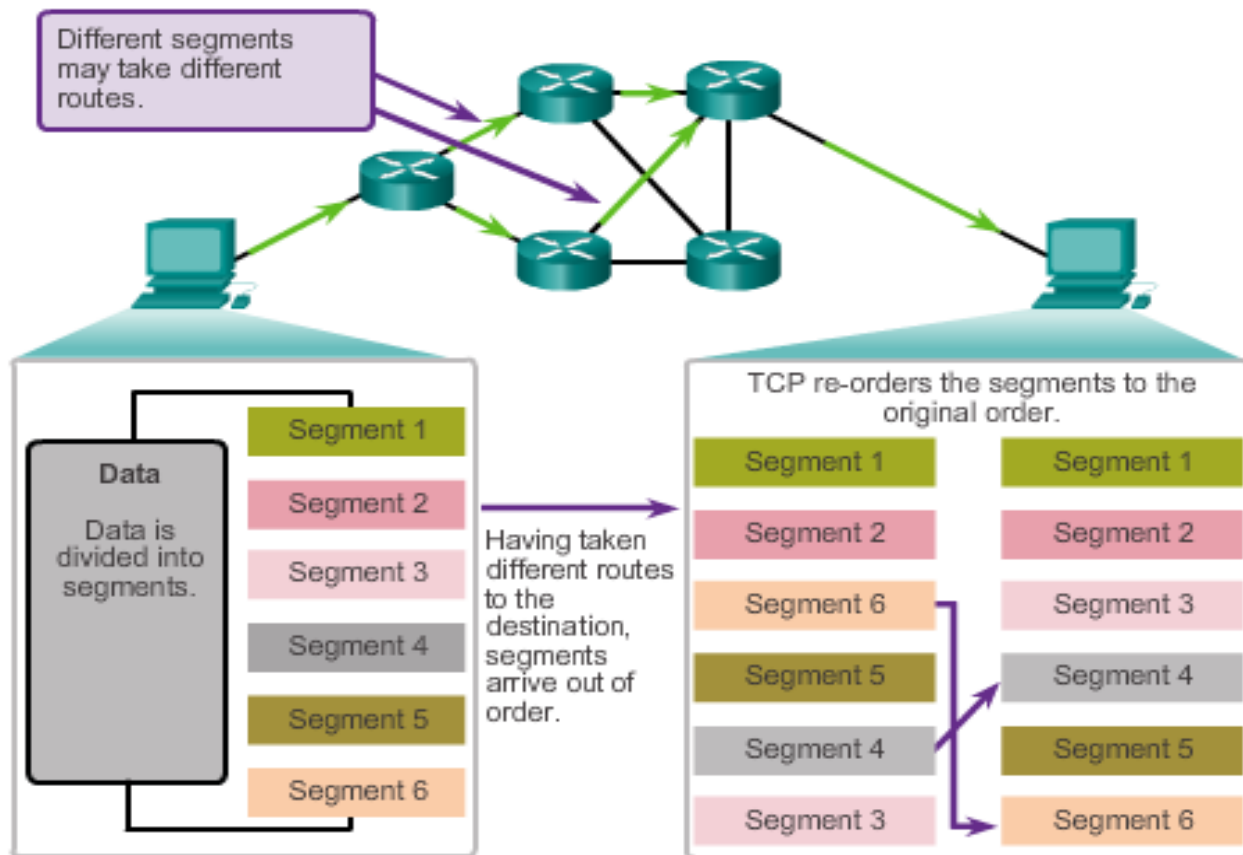 Different segments
may take different
routes.
Data
Data is
divided into
segments.
Segment 1
Segment 2
Segment 3
Segment 4
Segment 5
Segment 6
Having taken
different routes
to the
destination,
segments
arrive out of
order.
TCP re-orders the segments to the
original order.
Segment 1
Segment 2
Segment 6
Segment 5
Segment 4
Segment 3
Segment 1
Segment 2
Segment 3
Segment 4
Segment 5
Segment 6